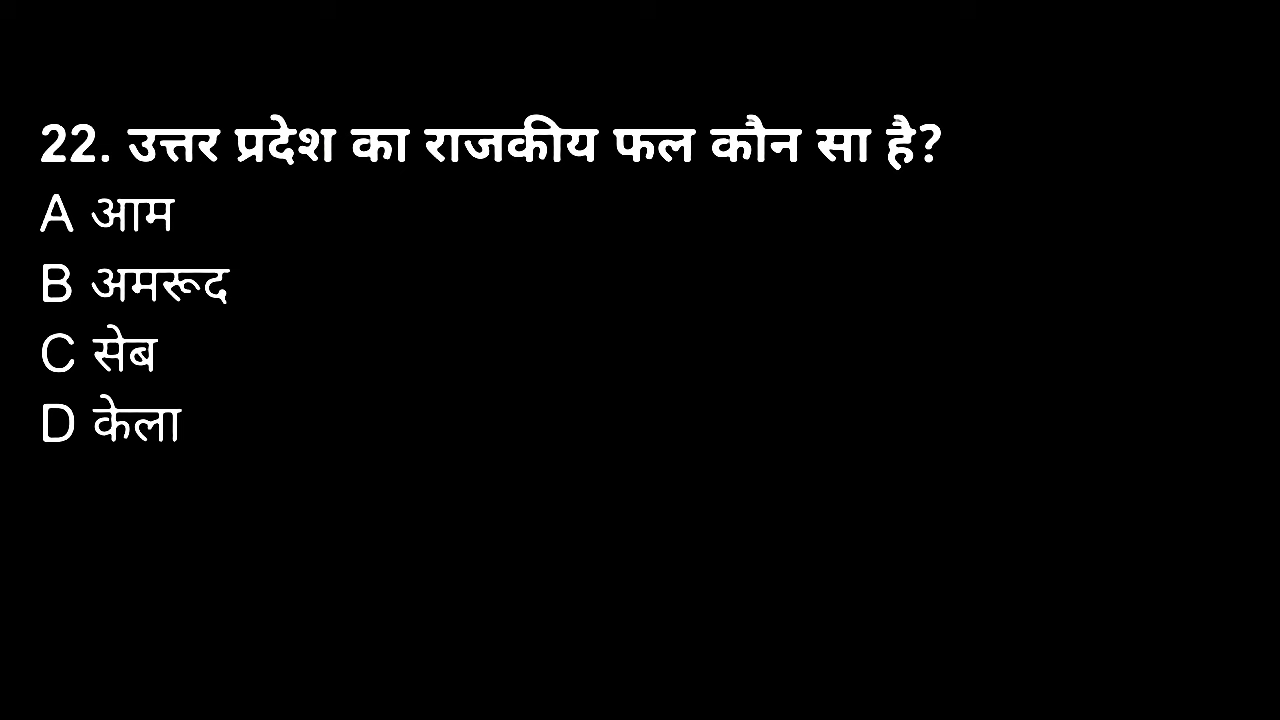 22. उत्तर प्रदेश का राजकीय फल कौन सा है?
A आम
B अमरूद
C सेब
D केला